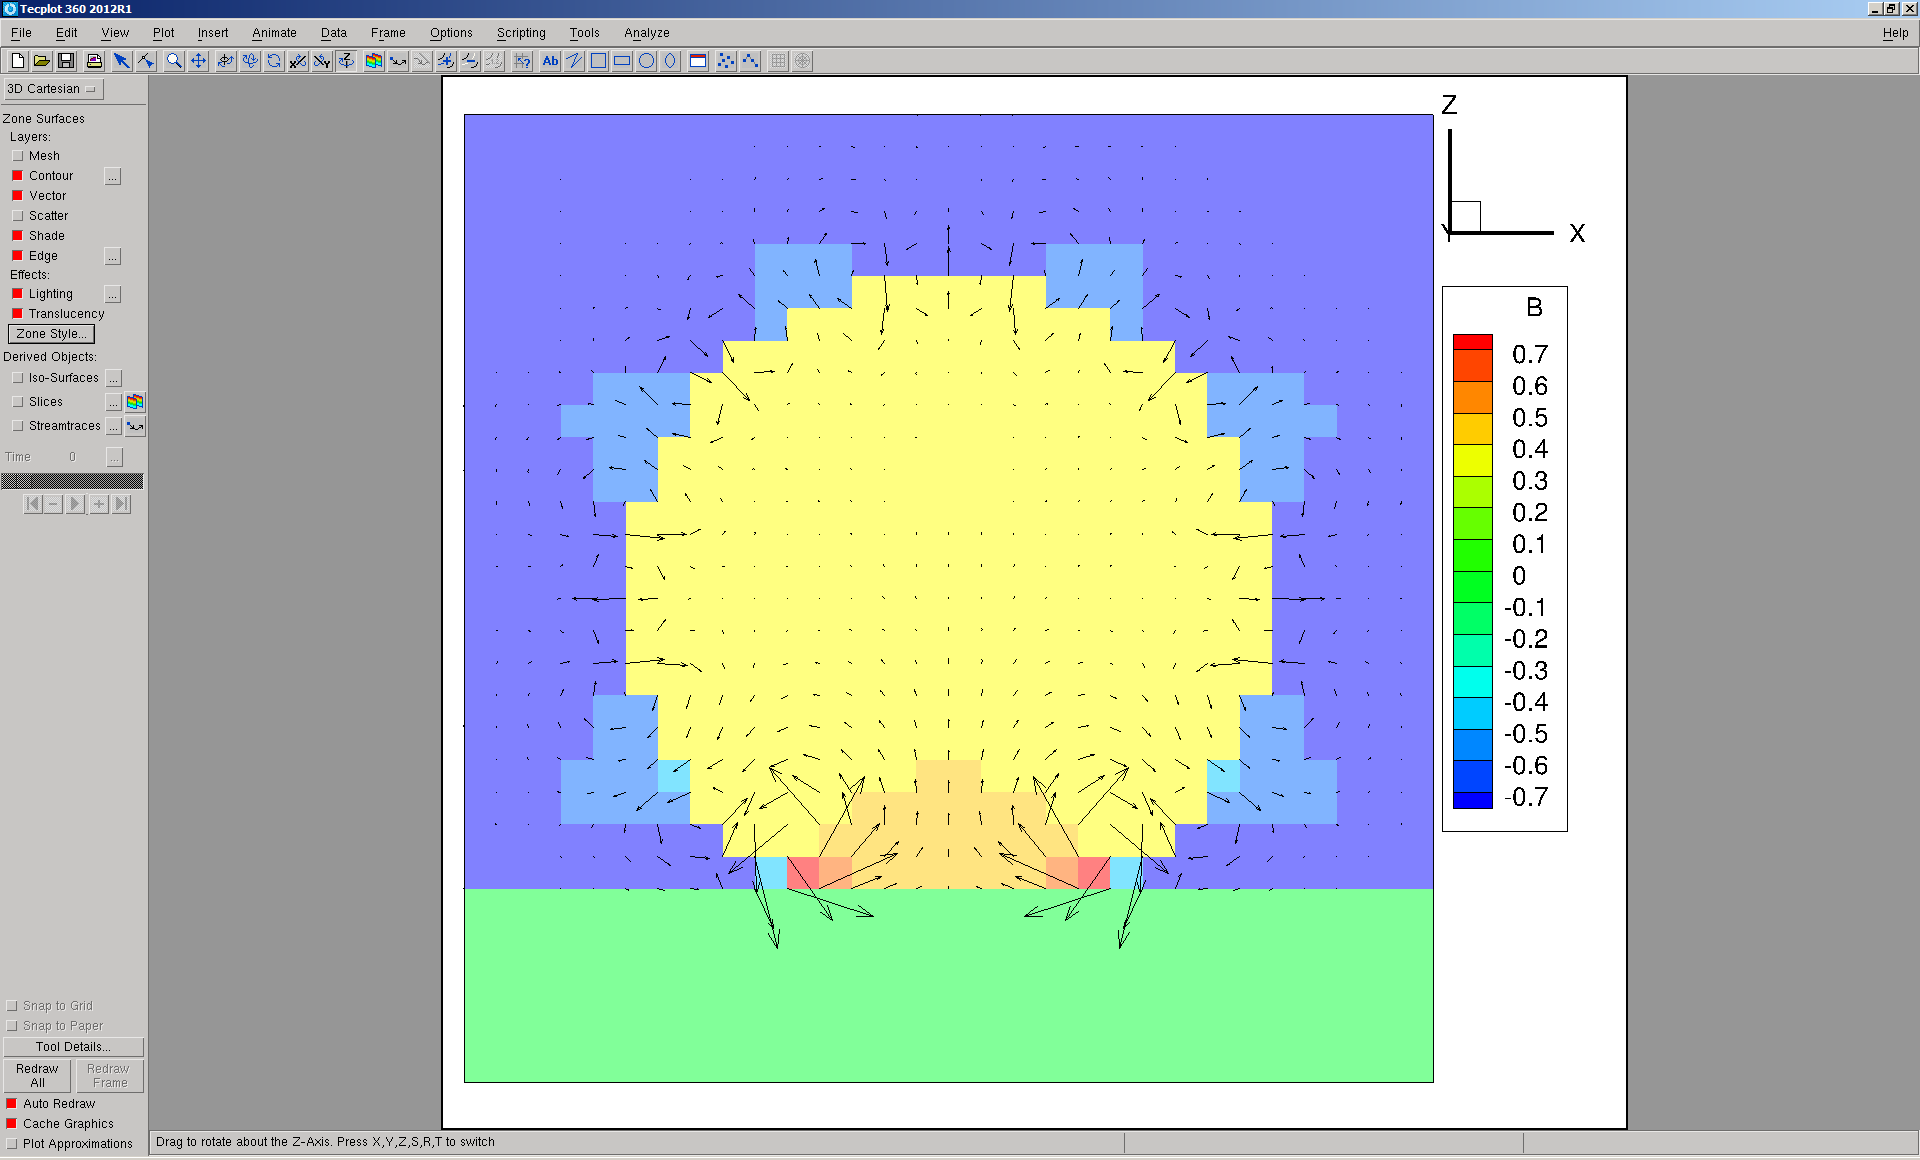 Tecplot 360 2012R1
File Edit View Plot Insert Animate Data Frame Options Scripting Tools Analyze Help
Ab
3D Cartesian
Zone Surfaces
Layers:
Mesh
Contour ...
Vector
Scatter
Shade
Edge ...
Effects:
Lighting ...
Translucency
Zone Style...
Derived Objects:
Iso-Surfaces ...
Slices ...
Streamtraces ...
Time 0 ...
Snap to Grid
Snap to Paper
Tool Details...
Redraw All
Redraw Frame
Auto Redraw
Cache Graphics
Plot Approximations
Z
Y
X
B
0.7
0.6
0.5
0.4
0.3
0.2
0.1
0
-0.1
-0.2
-0.3
-0.4
-0.5
-0.6
-0.7
Drag to rotate about the Z-Axis. Press X,Y,Z,S,R,T to switch